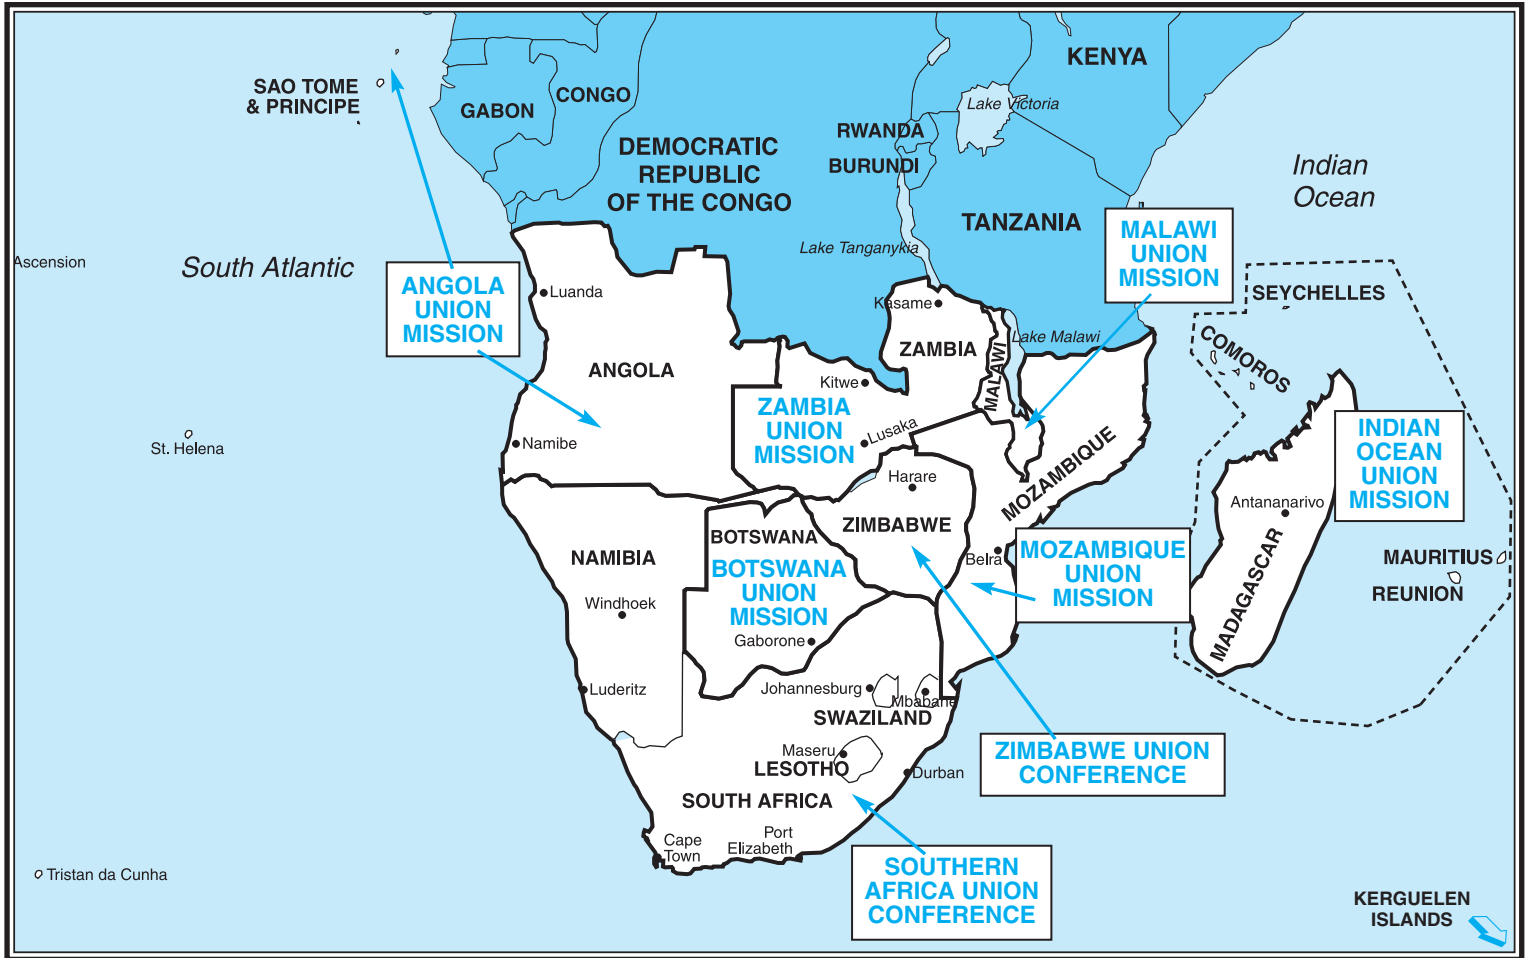 KENYA
SAO TOME
& PRINCIPE
GABON
CONGO
Lake Victoria
RWANDA
BURUNDI
DEMOCRATIC
REPUBLIC
OF THE CONGO
Indian
Ocean
TANZANIA
MALAWI
UNION
MISSION
Lake Tanganykia
Ascension
South Atlantic
ANGOLA
UNION
MISSION
Luanda
Kasame
SEYCHELLES
COMOROS
Lake Malawi
ZAMBIA
MALAWI
ANGOLA
Kitwe
ZAMBIA
UNION
MISSION
Lusaka
Namibe
St. Helena
INDIAN
OCEAN
UNION
MISSION
Antananarivo
MOZAMBIQUE
Harare
ZIMBABWE
BOTSWANA
BOTSWANA
UNION
MISSION
Gaborone
NAMIBIA
Windhoek
Belra
MOZAMBIQUE
UNION
MISSION
MADAGASCAR
MAURITIUS
REUNION
Luderitz
Johannesburg
Mbabane
SWAZILAND
Maseru
LESOTHO
Durban
SOUTH AFRICA
ZIMBABWE UNION
CONFERENCE
Cape
Town
Port
Elizabeth
SOUTHERN
AFRICA UNION
CONFERENCE
Tristan da Cunha
KERGUELEN
ISLANDS